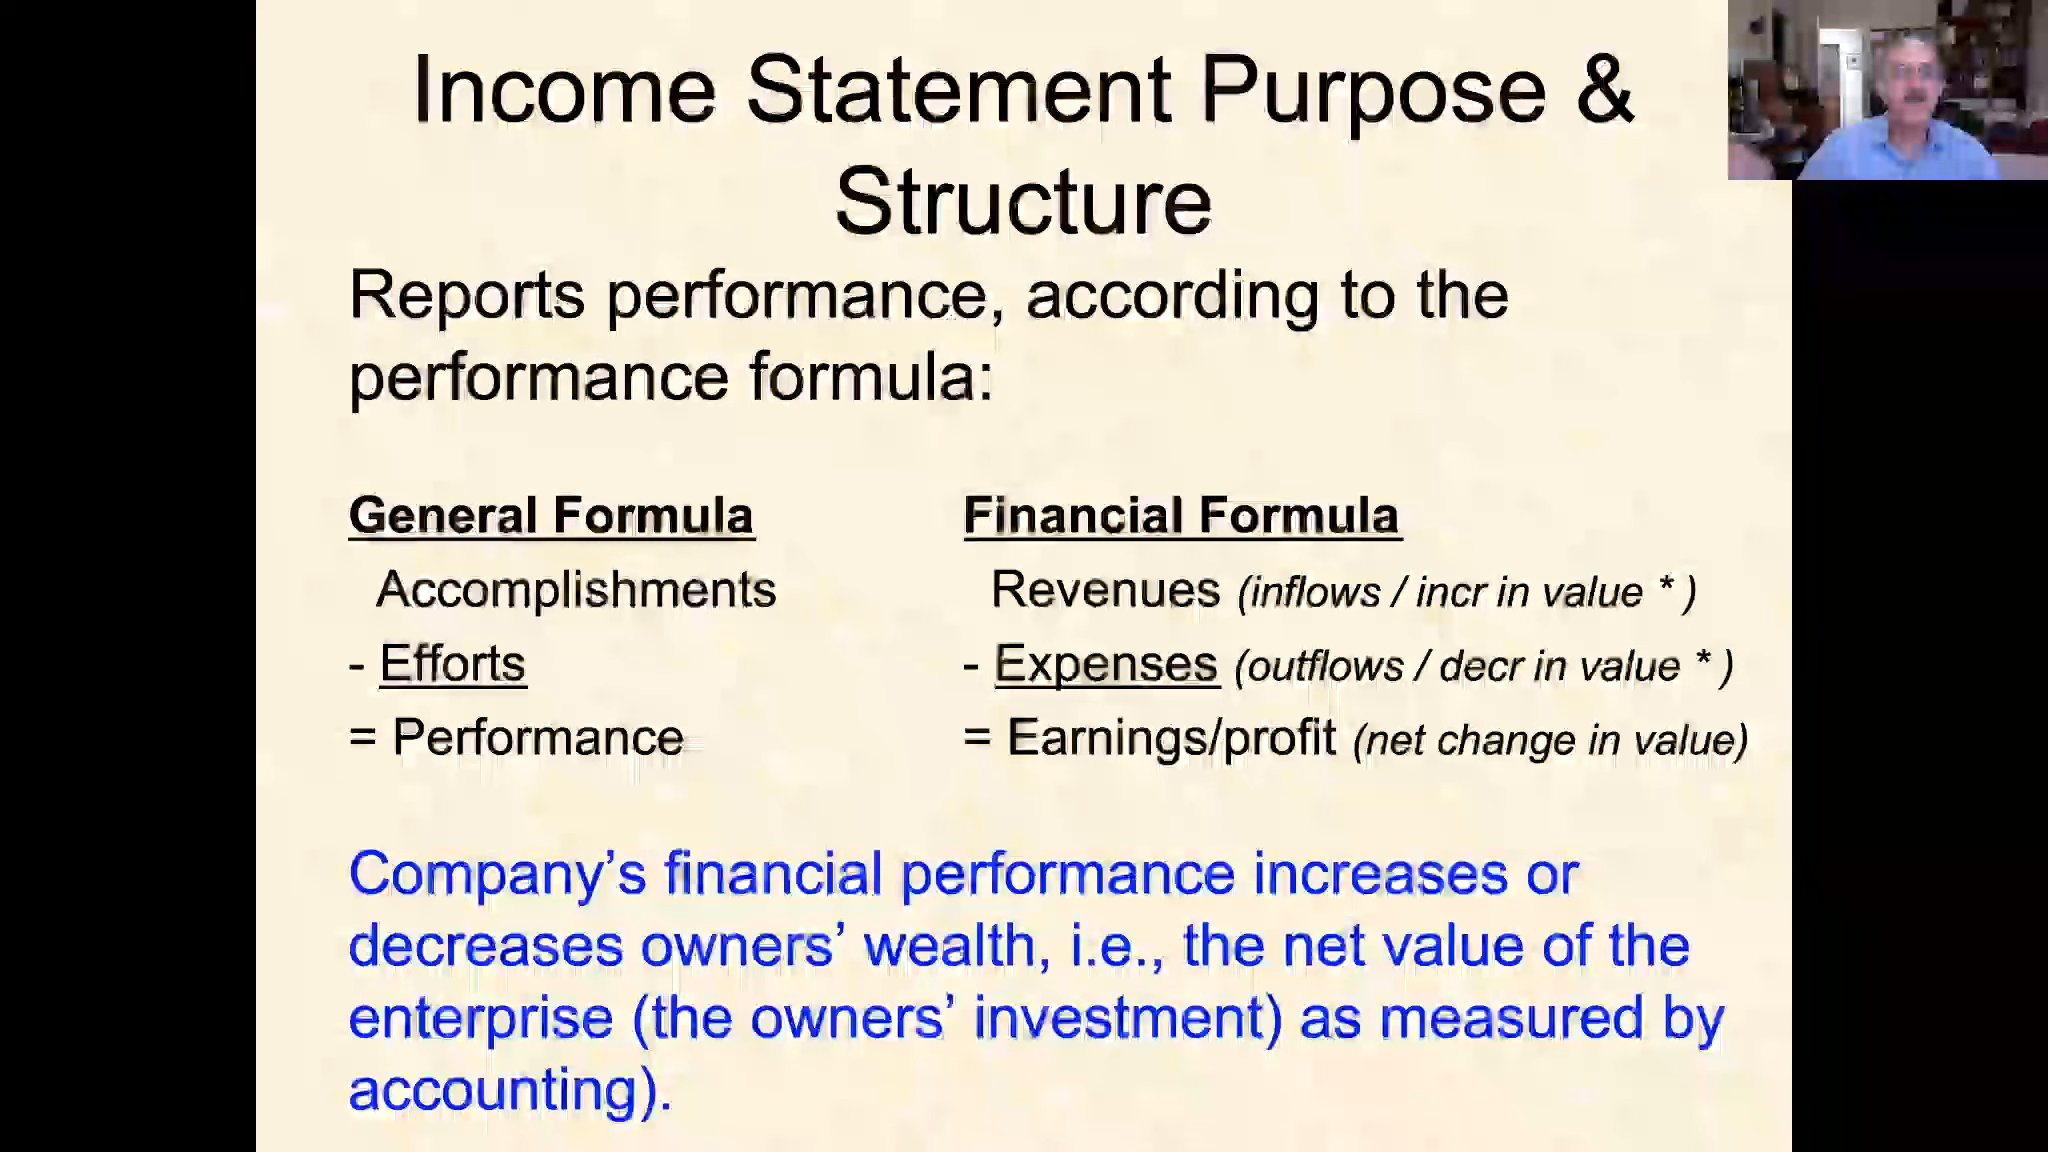 Income Statement Purpose &
Structure
Reports performance, according to the
performance formula:
General Formula
Accomplishments
- Efforts
= Performance
Financial Formula
Revenues (inflows / incr in value * )
- Expenses (outflows / decr in value * )
= Earnings/profit (net change in value)
Company’s financial performance increases or
decreases owners’ wealth, i.e., the net value of the
enterprise (the owners’ investment) as measured by
accounting).